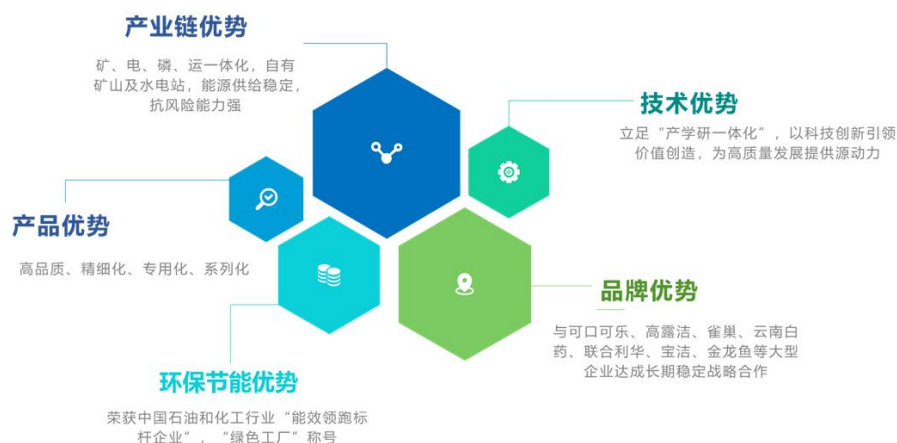 产业链优势
矿、电、磷、运一体化，自有
矿山及水电站，能源供给稳定，
抗风险能力强
技术优势
立足“产学研一体化”，以科技创新引领
价值创造，为高质量发展提供源动力
产品优势
高品质、精细化、专用化、系列化
品牌优势
与可口可乐、高露洁、雀巢、云南白
药、联合利华、宝洁、金龙鱼等大型
企业达成长期稳定战略合作
环保节能优势
荣获中国石油和化工行业“能效领跑标
杆企业”、“绿色工厂”称号